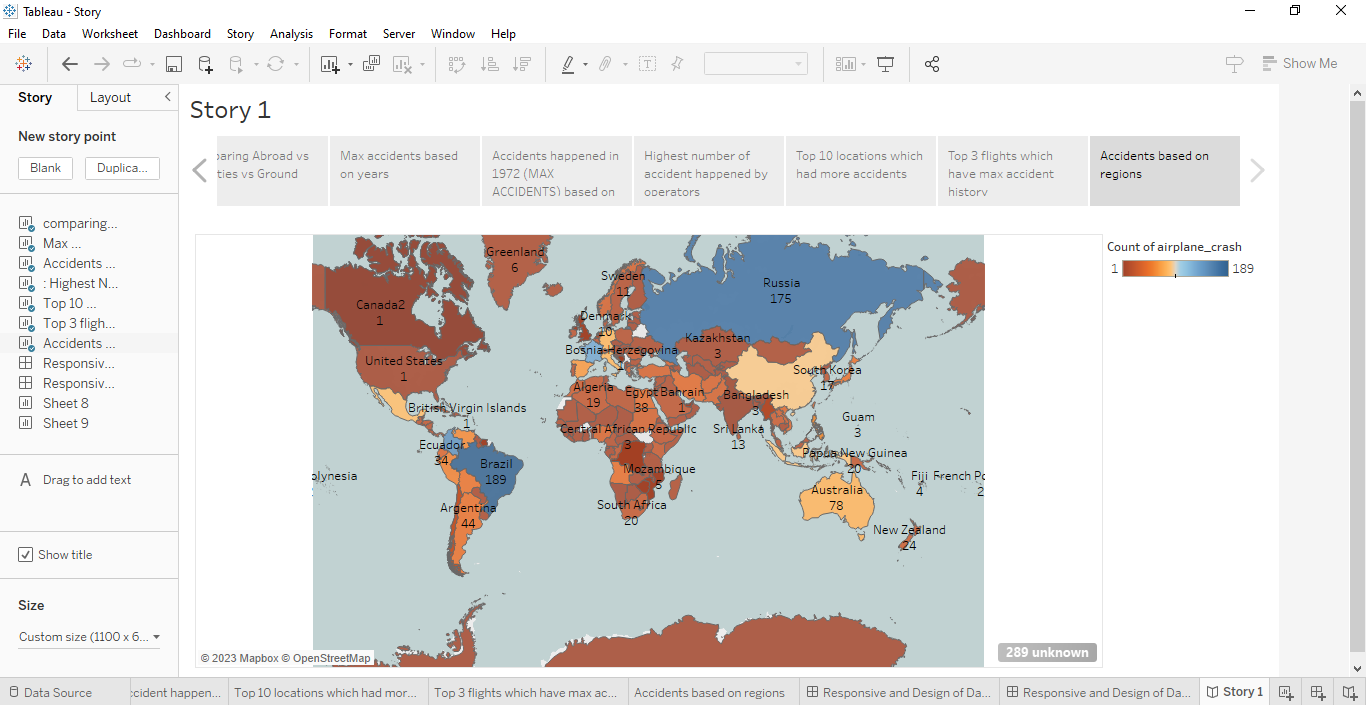 Tableau - Story
File Data Worksheet Dashboard Story Analysis Format Server Window Help
Show Me
Story Layout
New story point
Blank Duplica...
comparing...
Max ...
Accidents ...
: Highest N...
Top 10 ...
Top 3 fligh...
Accidents ...
Responsiv...
Responsiv...
Sheet 8
Sheet 9
A Drag to add text
Show title
Size
Custom size (1100 x 6...
Story 1
paring Abroad vs
ties vs Ground
Max accidents based
on years
Accidents happened in
1972 (MAX
ACCIDENTS) based on
Highest number of
accident happened by
operators
Top 10 locations which
had more accidents
Top 3 flights which
have max accident
history
Accidents based on
regions
Greenland
6
Sweden
11
Russia
175
Canada2
1
Denmark
10
Kazakhstan
3
Bosnia-Herzegovina
1
United States
1
South Korea
17
Algeria
19
Egypt
38
Bahrain
1
Bangladesh
3
British Virgin Islands
1
Guam
3
Central African Republic
3
Sri Lanka
13
Ecuador
34
Brazil
189
Papua New Guinea
20
Mozambique
5
olynesia
Fiji
4
French Po
2
Australia
78
South Africa
20
Argentina
44
New Zealand
24
© 2023 Mapbox © OpenStreetMap
289 unknown
Count of airplane_crash
1 189
Data Source
ccident happen...
Top 10 locations which had mor...
Top 3 flights which have max ac...
Accidents based on regions
Responsive and Design of Da...
Responsive and Design of Da...
Story 1